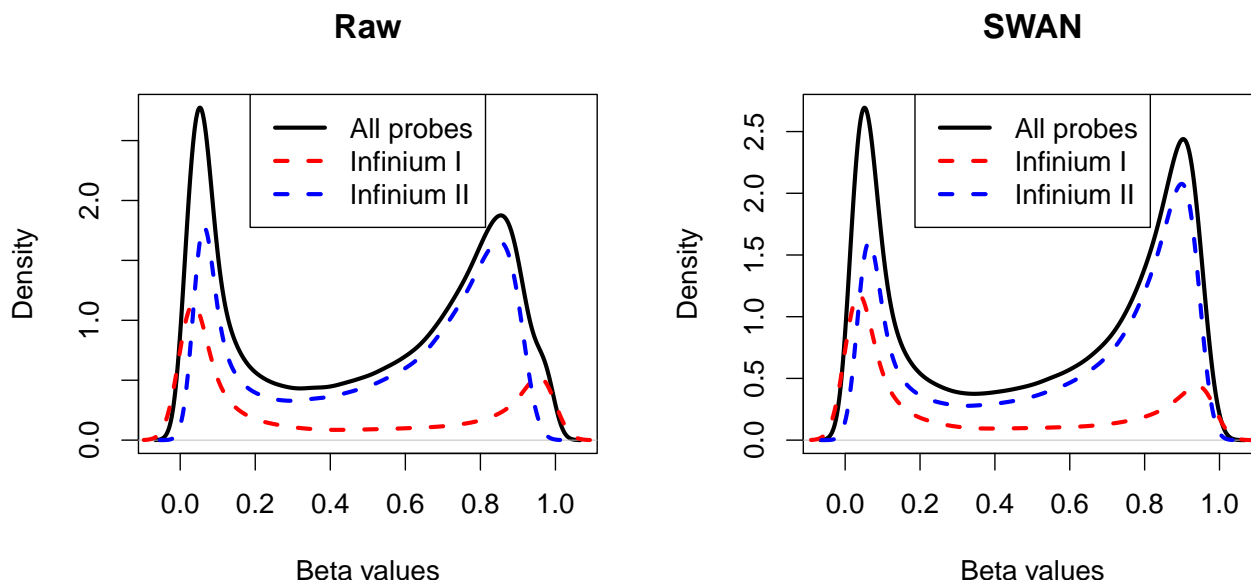 Raw
Density
0.0
1.0
2.0
All probes
Infinium I
Infinium II
0.0 0.2 0.4 0.6 0.8 1.0
Beta values
SWAN
Density
0.0 0.5 1.0 1.5 2.0 2.5
All probes
Infinium I
Infinium II
0.0 0.2 0.4 0.6 0.8 1.0
Beta values